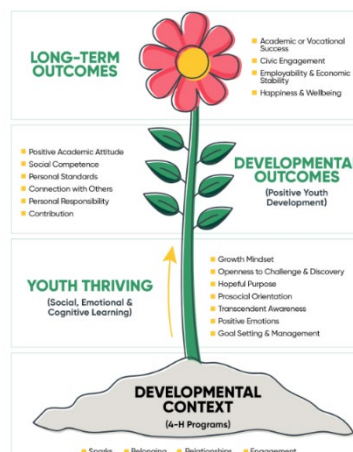 LONG-TERM
OUTCOMES
Academic or Vocational
Success
Civic Engagement
Employability & Economic
Stability
Happiness & Wellbeing
Positive Academic Attitude
Social Competence
Personal Standards
Connection with Others
Personal Responsibility
Contribution
DEVELOPMENTAL
OUTCOMES
(Positive Youth
Development)
YOUTH THRIVING
(Social, Emotional &
Cognitive Learning)
Growth Mindset
Openness to Challenge & Discovery
Hopeful Purpose
Prosocial Orientation
Transcendent Awareness
Positive Emotions
Goal Setting & Management
DEVELOPMENTAL
CONTEXT
(4-H Programs)
Sparks Belonging Relationships Engagement